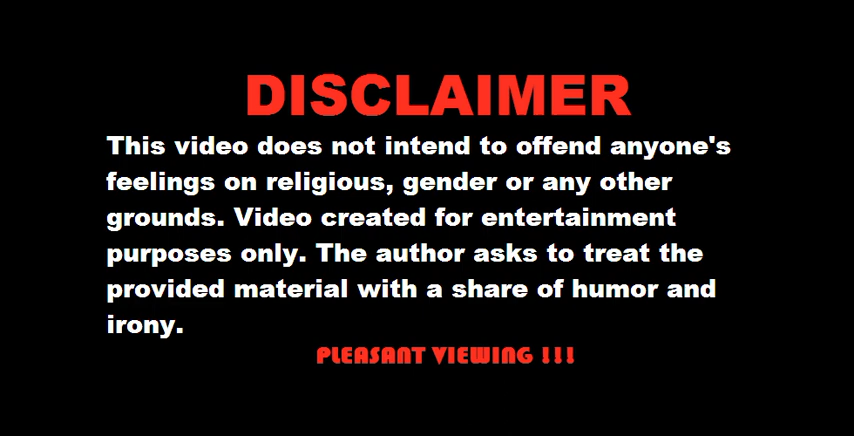 DISCLAIMER
This video does not intend to offend anyone's
feelings on religious, gender or any other
grounds. Video created for entertainment
purposes only. The author asks to treat the
provided material with a share of humor and
irony.
PLEASANT VIEWING !!!